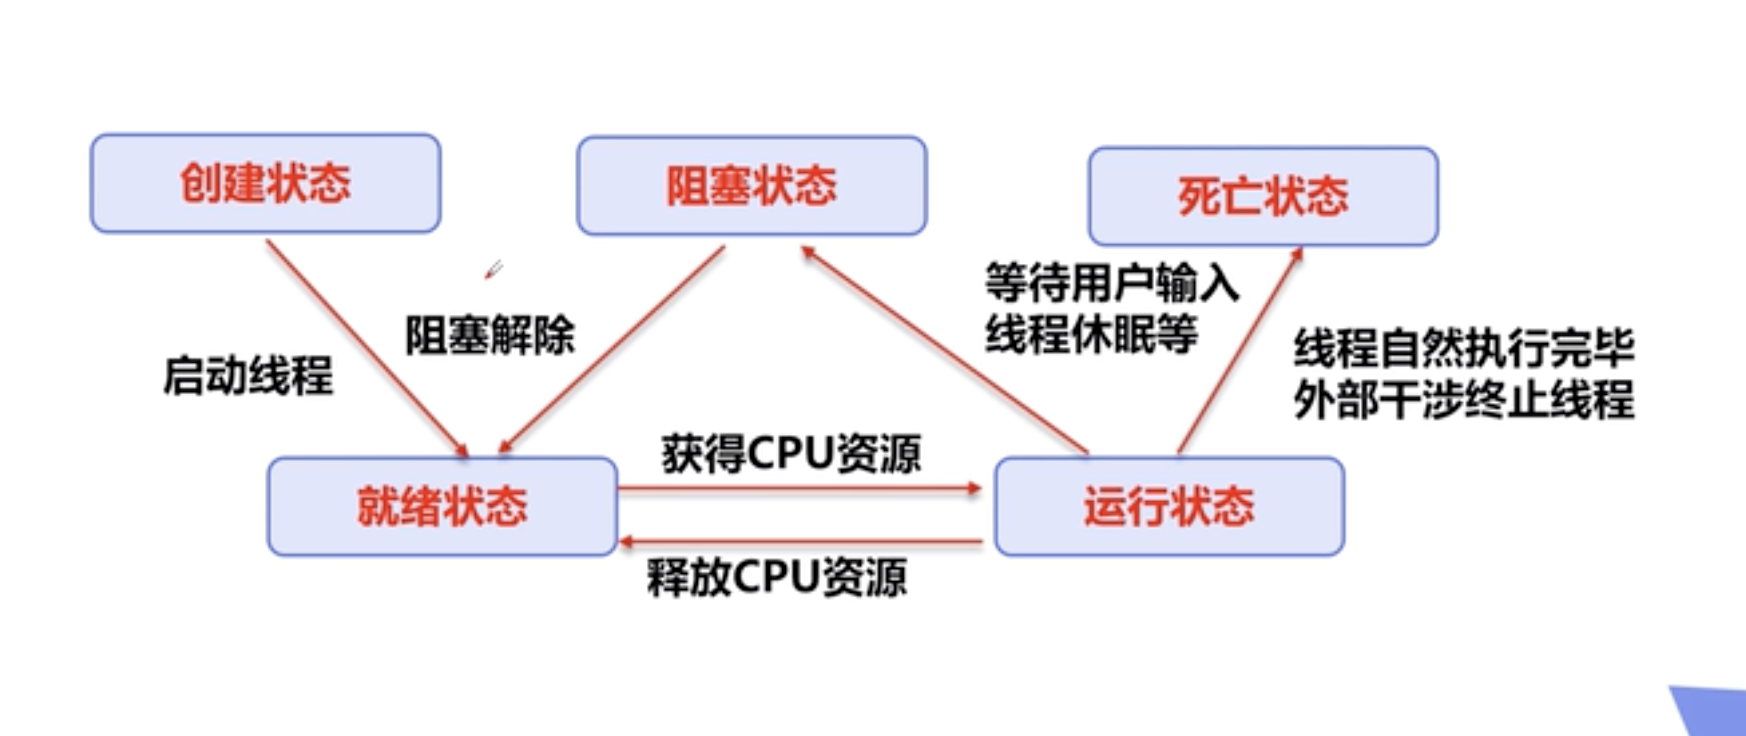 创建状态
阻塞状态
死亡状态
等待用户输入
线程休眠等
阻塞解除
启动线程
线程自然执行完毕
外部干涉终止线程
获得CPU资源
就绪状态
运行状态
释放CPU资源